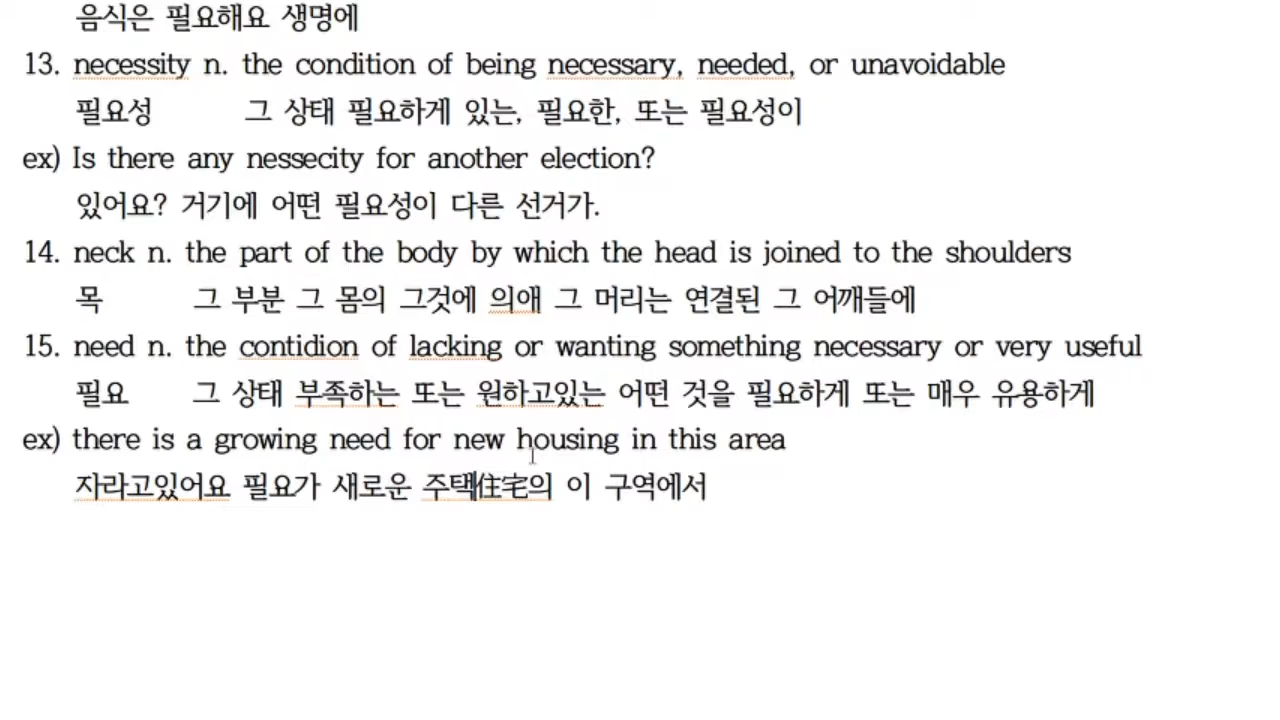 음식은 필요해요 생명에
13. necessity n. the condition of being necessary, needed, or unavoidable
필요성 그 상태 필요하게 있는, 필요한, 또는 필요성이
ex) Is there any nessecity for another election?
있어요? 거기에 어떤 필요성이 다른 선거가.
14. neck n. the part of the body by which the head is joined to the shoulders
목 그 부분 그 몸의 그것에 의애 그 머리는 연결된 그 어깨들에
15. need n. the contidion of lacking or wanting something necessary or very useful
필요 그 상태 부족하는 또는 원하고있는 어떤 것을 필요하게 또는 매우 유용하게
ex) there is a growing need for new housing in this area
자라고있어요 필요가 새로운 주택住宅의 이 구역에서